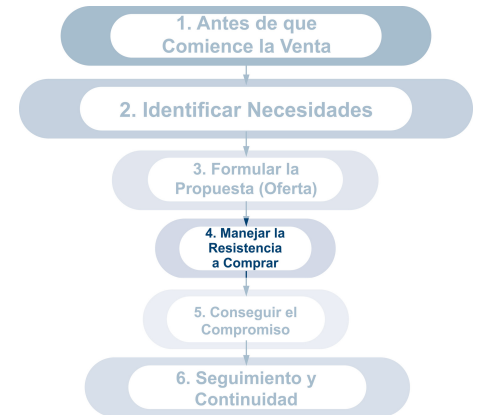 1. Antes de que
Comience la Venta
2. Identificar Necesidades
3. Formular la
Propuesta (Oferta)
4. Manejar la
Resistencia
a Comprar
5. Conseguir el
Compromiso
6. Seguimiento y
Continuidad